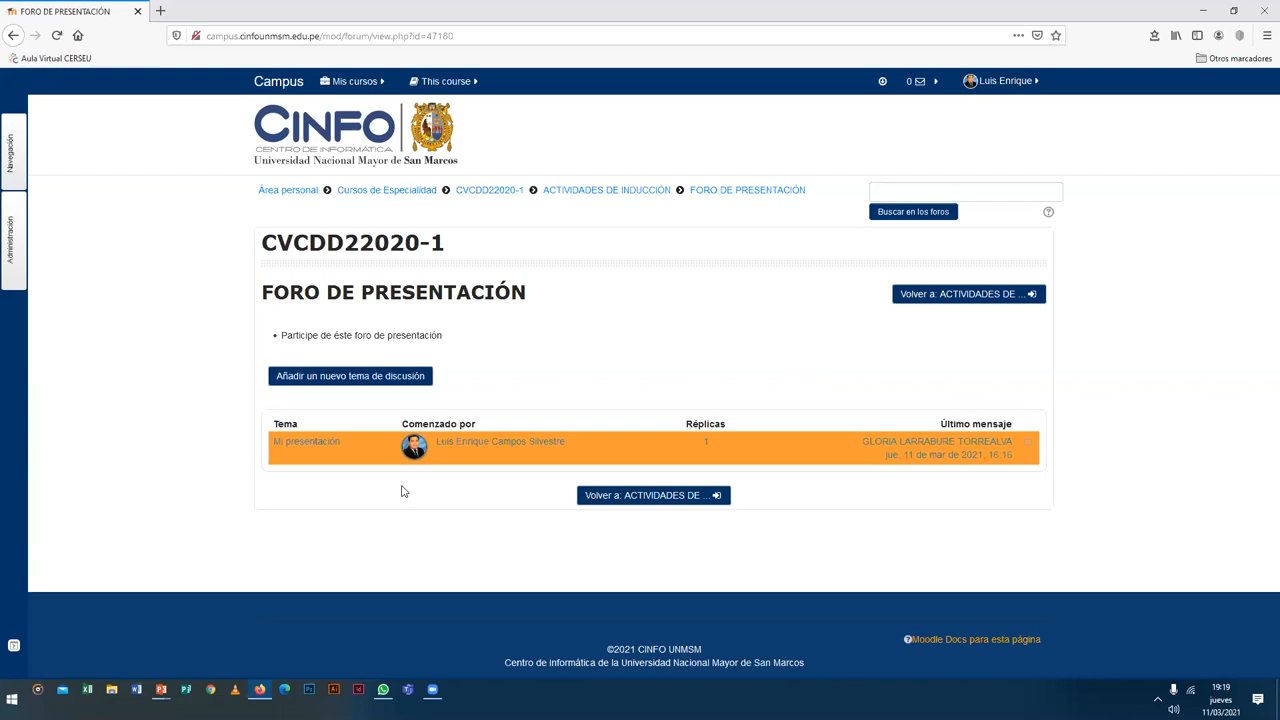 FORO DE PRESENTACIÓN
campus.cinfounmsm.edu.pe/mod/forum/view.php?id=47180
Aula Virtual CERSEU
Otros marcadores
Campus
Mis cursos
This course
0
Luis Enrique
Navegación
Administración
CINFO
CENTRO DE INFORMÁTICA
Universidad Nacional Mayor de San Marcos
Área personal
Cursos de Especialidad
CVCDD22020-1
ACTIVIDADES DE INDUCCIÓN
FORO DE PRESENTACIÓN
Buscar en los foros
CVCDD22020-1
FORO DE PRESENTACIÓN
Volver a: ACTIVIDADES DE ...
• Participe de éste foro de presentación
Añadir un nuevo tema de discusión
Tema Comenzado por Réplicas Último mensaje
Mi presentación Luis Enrique Campos Silvestre 1 GLORIA LARRABURE TORREALVA
jue. 11 de mar de 2021, 16:16
Volver a: ACTIVIDADES DE ...
Moodle Docs para esta página
©2021 CINFO UNMSM
Centro de Informática de la Universidad Nacional Mayor de San Marcos
19:19
jueves
11/03/2021